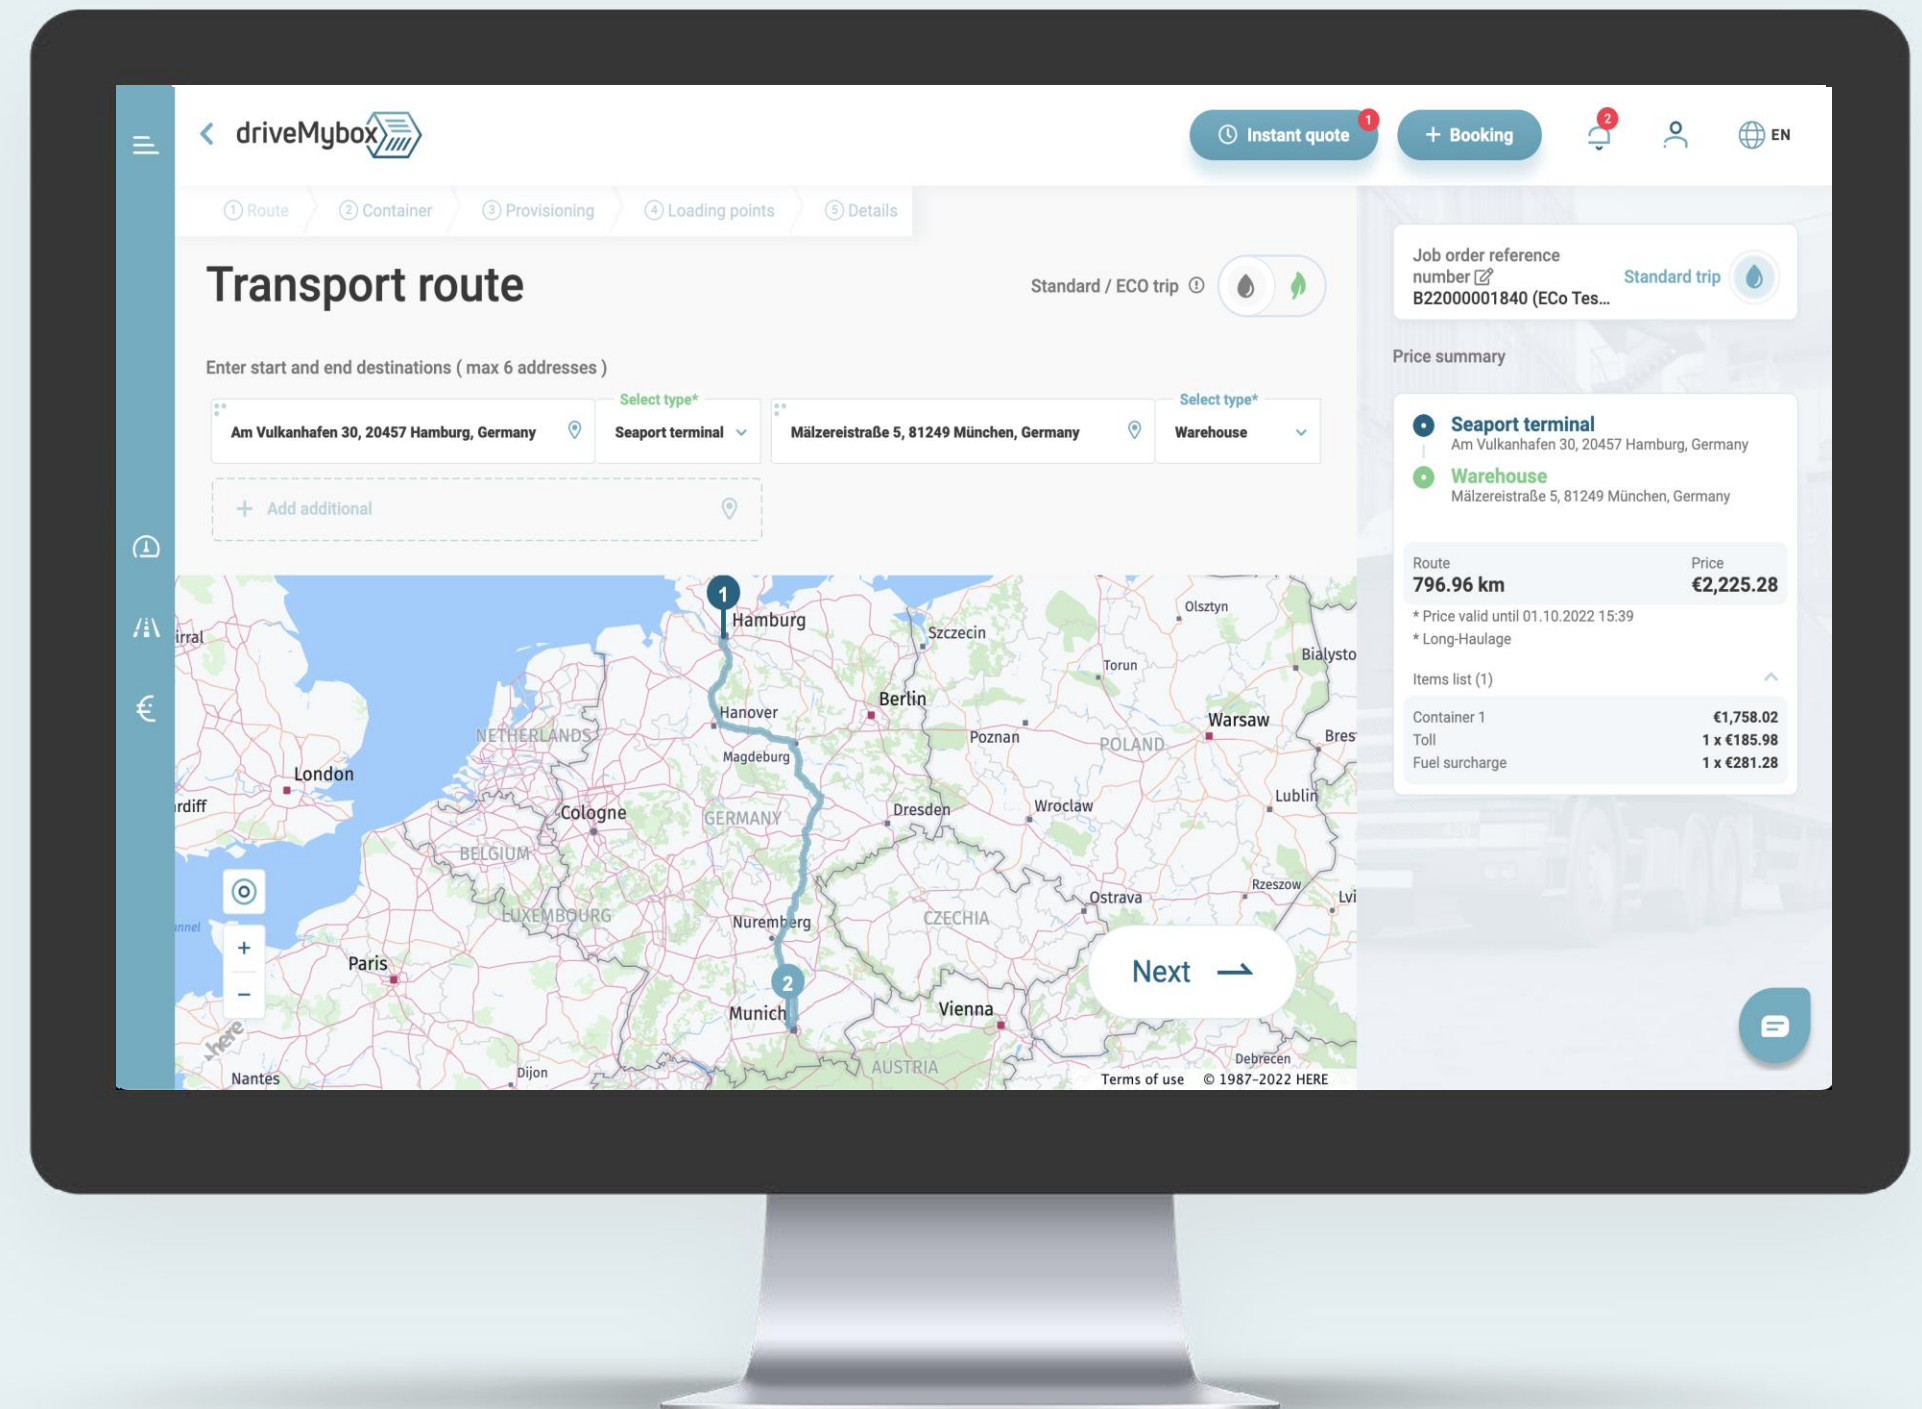 driveMybox
Instant quote
1
+ Booking
2
EN
1 Route
2 Container
3 Provisioning
4 Loading points
5 Details
Transport route
Standard / ECO trip
Enter start and end destinations ( max 6 addresses )
Select type*
Am Vulkanhafen 30, 20457 Hamburg, Germany
Seaport terminal
Select type*
Mälzereistraße 5, 81249 München, Germany
Warehouse
+ Add additional
Job order reference
number
B22000001840 (ECo Tes...
Standard trip
Price summary
Seaport terminal
Am Vulkanhafen 30, 20457 Hamburg, Germany
Warehouse
Mälzereistraße 5, 81249 München, Germany
Route
796.96 km
Price
€2,225.28
* Price valid until 01.10.2022 15:39
* Long-Haulage
Items list (1)
Container 1 €1,758.02
Toll 1 x €185.98
Fuel surcharge 1 x €281.28
1
Hamburg
Olsztyn
irral
Szczecin
Bialysto
Torun
Berlin
Hanover
Warsaw
NETHERLANDS
Poznan
POLAND
Bres
Magdeburg
London
rdiff
Cologne
GERMANY
Dresden
Wroclaw
Lublin
BELGIUM
Rzeszow
Ostrava
Lvi
LUXEMBOURG
Nuremberg
CZECHIA
nnel
+
Paris
−
2
Next
Munich
Vienna
here
Debrecen
AUSTRIA
Dijon
Nantes
Terms of use © 1987-2022 HERE